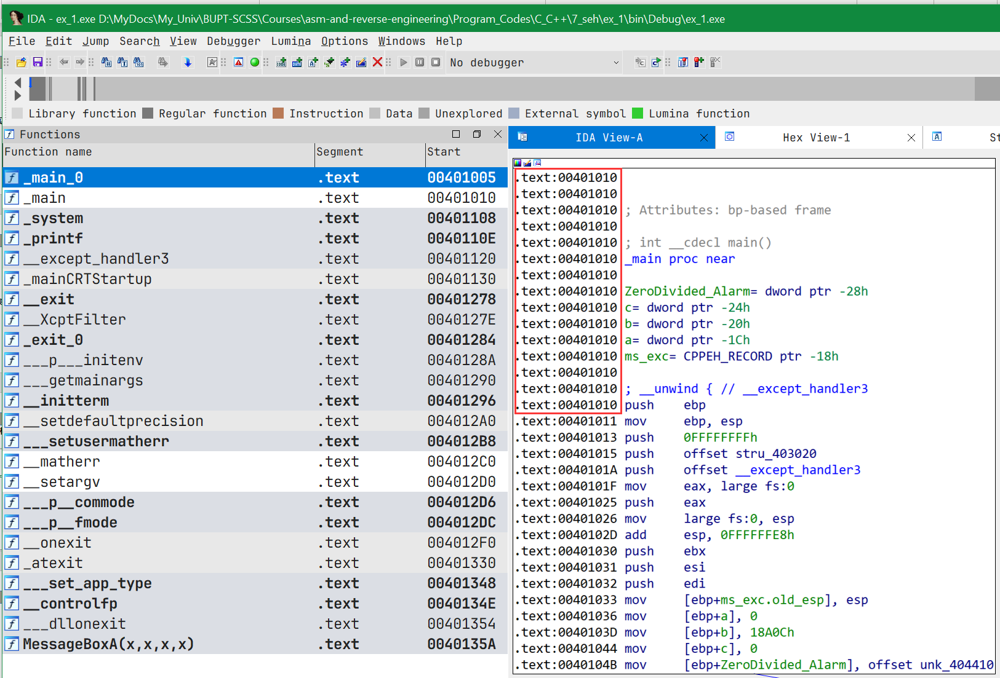 IDA - ex_1.exe D:\MyDocs\My_Univ\BUPT-SCSS\Courses\asm-and-reverse-engineering\Program_Codes\C_C++\7_seh\ex_1\bin\Debug\ex_1.exe
File Edit Jump Search View Debugger Lumina Options Windows Help
No debugger
Library function Regular function Instruction Data Unexplored External symbol Lumina function
Functions
Function name Segment Start
_main_0 .text 00401005
_main .text 00401010
_system .text 00401108
_printf .text 0040110E
__except_handler3 .text 00401120
_mainCRTStartup .text 00401130
__exit .text 00401278
__XcptFilter .text 0040127E
_exit_0 .text 00401284
___p___initenv .text 0040128A
___getmainargs .text 00401290
__initterm .text 00401296
__setdefaultprecision .text 004012A0
___setusermatherr .text 004012B8
__matherr .text 004012C0
__setargv .text 004012D0
___p__commode .text 004012D6
___p__fmode .text 004012DC
__onexit .text 004012F0
_atexit .text 00401330
___set_app_type .text 00401348
__controlfp .text 0040134E
___dllonexit .text 00401354
MessageBoxA(x,x,x,x) .text 0040135A
IDA View-A Hex View-1
.text:00401010
.text:00401010
.text:00401010 ; Attributes: bp-based frame
.text:00401010
.text:00401010 ; int __cdecl main()
.text:00401010 _main proc near
.text:00401010
.text:00401010 ZeroDivided_Alarm= dword ptr -28h
.text:00401010 c= dword ptr -24h
.text:00401010 b= dword ptr -20h
.text:00401010 a= dword ptr -1Ch
.text:00401010 ms_exc= CPPEH_RECORD ptr -18h
.text:00401010
.text:00401010 ; __unwind { // __except_handler3
.text:00401010 push ebp
.text:00401011 mov ebp, esp
.text:00401013 push 0FFFFFFFFh
.text:00401015 push offset stru_403020
.text:0040101A push offset __except_handler3
.text:0040101F mov eax, large fs:0
.text:00401025 push eax
.text:00401026 mov large fs:0, esp
.text:0040102D add esp, 0FFFFFFE8h
.text:00401030 push ebx
.text:00401031 push esi
.text:00401032 push edi
.text:00401033 mov [ebp+ms_exc.old_esp], esp
.text:00401036 mov [ebp+a], 0
.text:0040103D mov [ebp+b], 18A0Ch
.text:00401044 mov [ebp+c], 0
.text:0040104B mov [ebp+ZeroDivided_Alarm], offset unk_404410